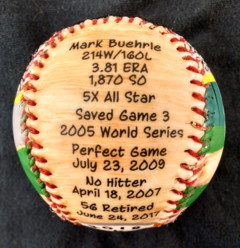 Mark Buehrle
214W/160L
3.81 ERA
1,870 SO
5X All Star
Saved Game 3
2005 World Series
Perfect Game
July 23, 2009
No Hitter
April 18, 2007
56 Retired
June 24, 2017